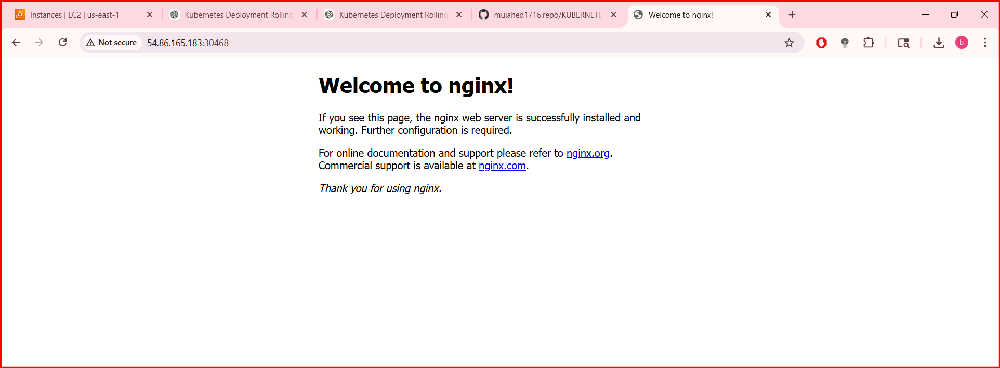 Instances | EC2 | us-east-1
Kubernetes Deployment Rolling
Kubernetes Deployment Rolling
mujahed1716.repo/KUBERNETE
Welcome to nginx!
Not secure
54.86.165.183:30468
b
Welcome to nginx!
If you see this page, the nginx web server is successfully installed and
working. Further configuration is required.
For online documentation and support please refer to nginx.org.
Commercial support is available at nginx.com.
Thank you for using nginx.